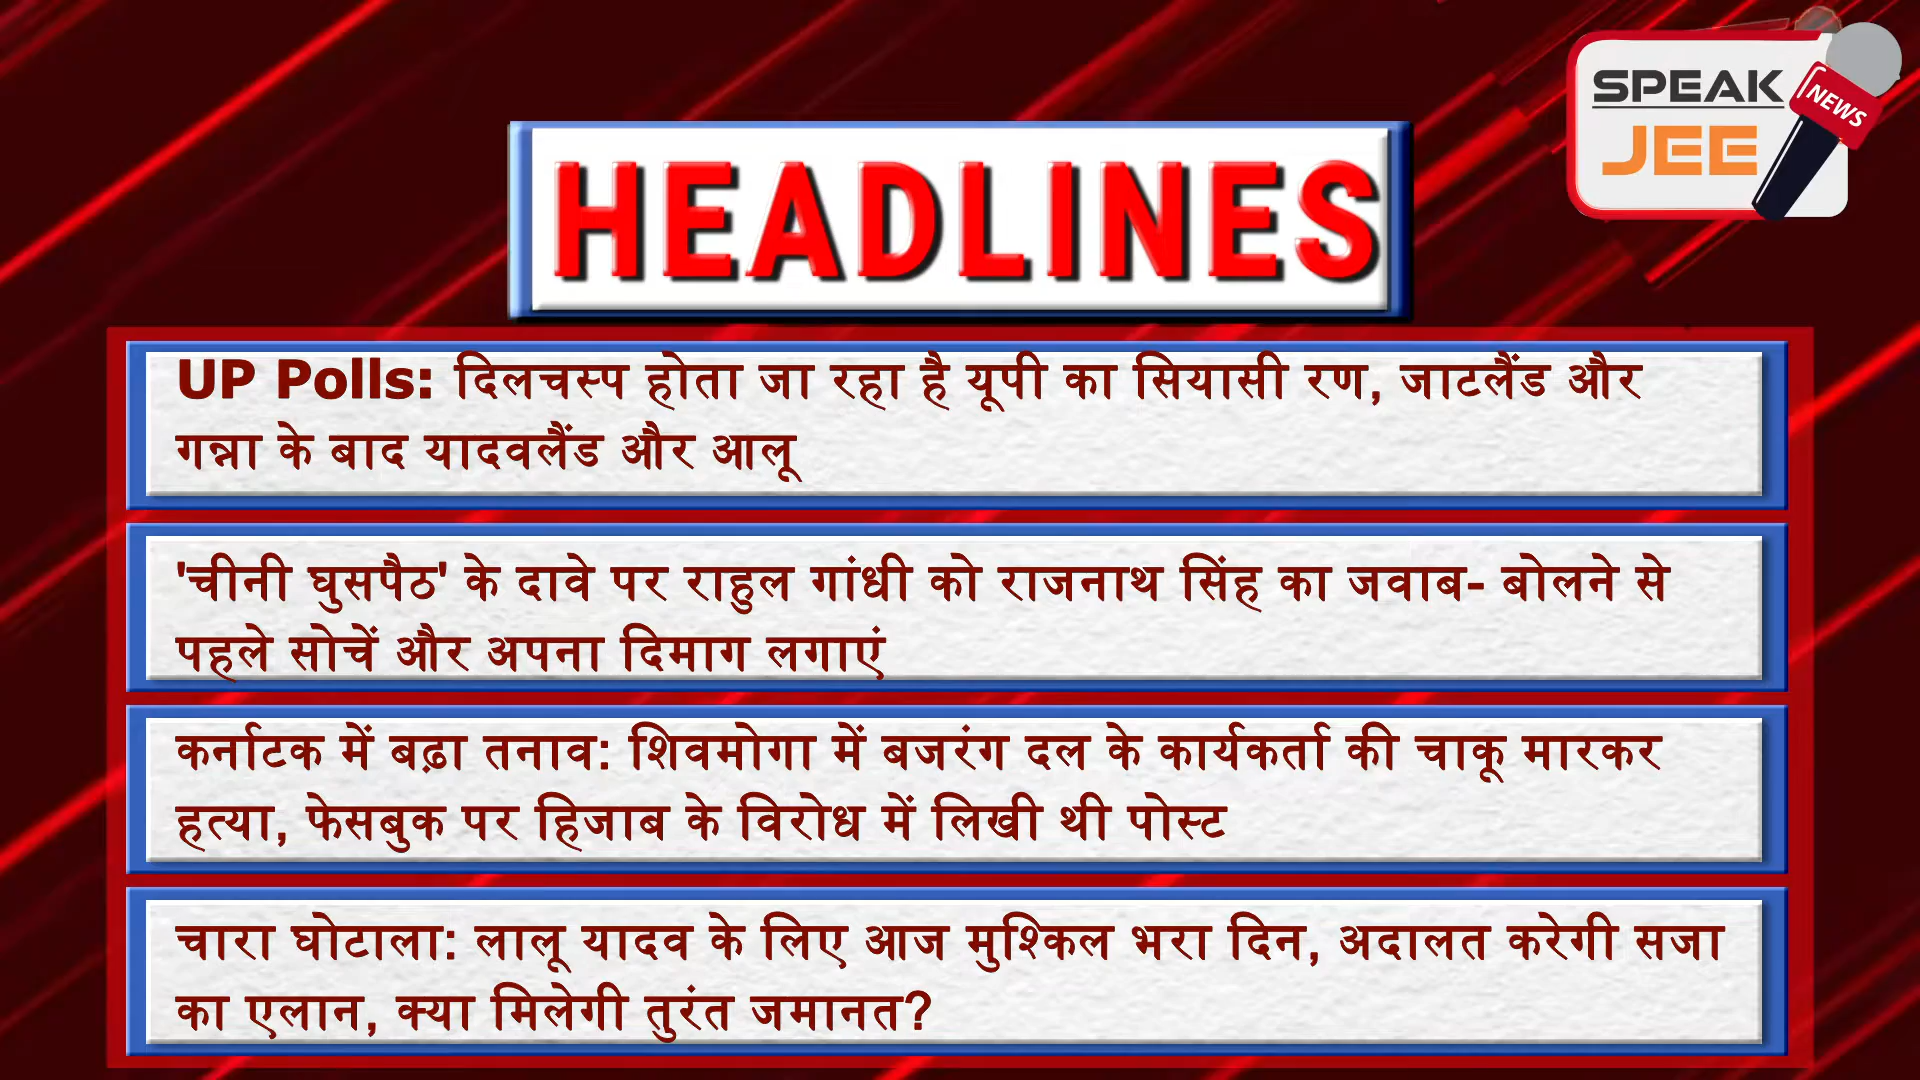 SPEAK
JEE
NEWS
HEADLINES
UP Polls: दिलचस्प होता जा रहा है यूपी का सियासी रण, जाटलैंड और
गन्ना के बाद यादवलैंड और आलू
'चीनी घुसपैठ' के दावे पर राहुल गांधी को राजनाथ सिंह का जवाब- बोलने से
पहले सोचें और अपना दिमाग लगाएं
कर्नाटक में बढ़ा तनाव: शिवमोगा में बजरंग दल के कार्यकर्ता की चाकू मारकर
हत्या, फेसबुक पर हिजाब के विरोध में लिखी थी पोस्ट
चारा घोटाला: लालू यादव के लिए आज मुश्किल भरा दिन, अदालत करेगी सजा
का एलान, क्या मिलेगी तुरंत जमानत?